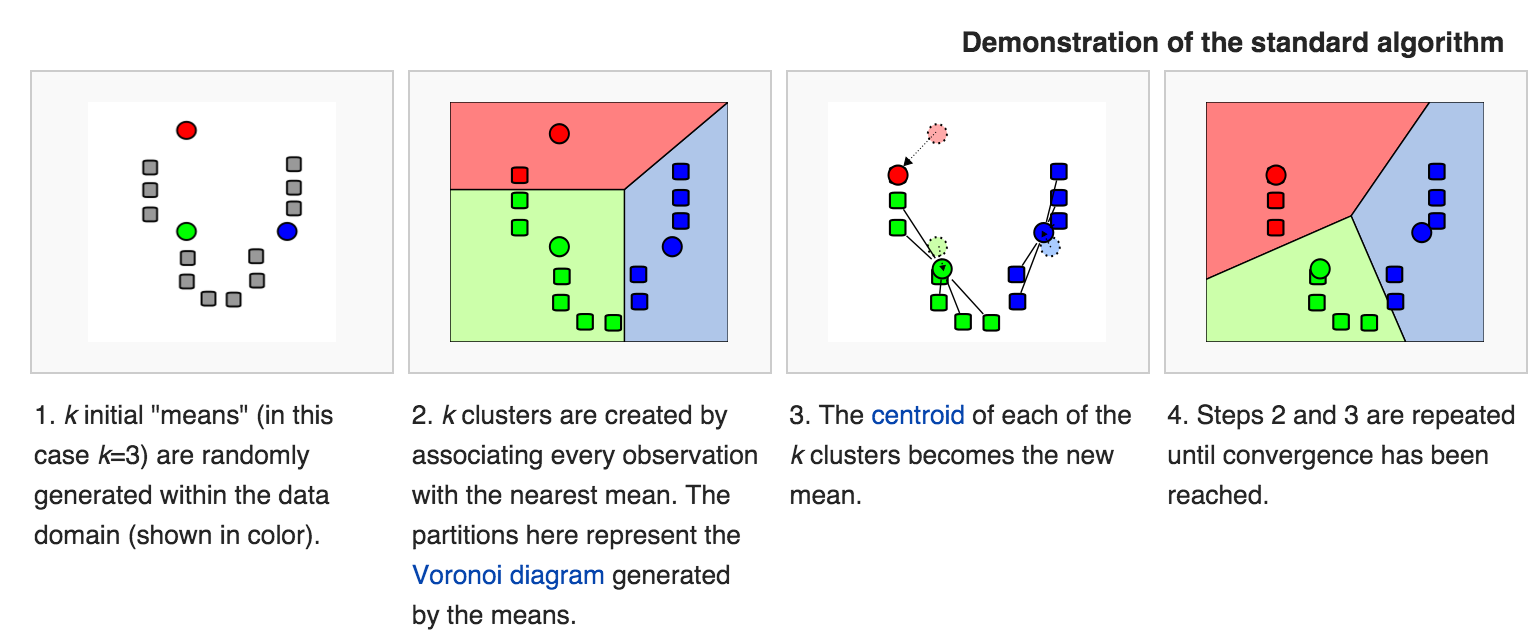 Demonstration of the standard algorithm
1. k initial "means" (in this
case k=3) are randomly
generated within the data
domain (shown in color).
2. k clusters are created by
associating every observation
with the nearest mean. The
partitions here represent the
Voronoi diagram generated
by the means.
3. The centroid of each of the
k clusters becomes the new
mean.
4. Steps 2 and 3 are repeated
until convergence has been
reached.